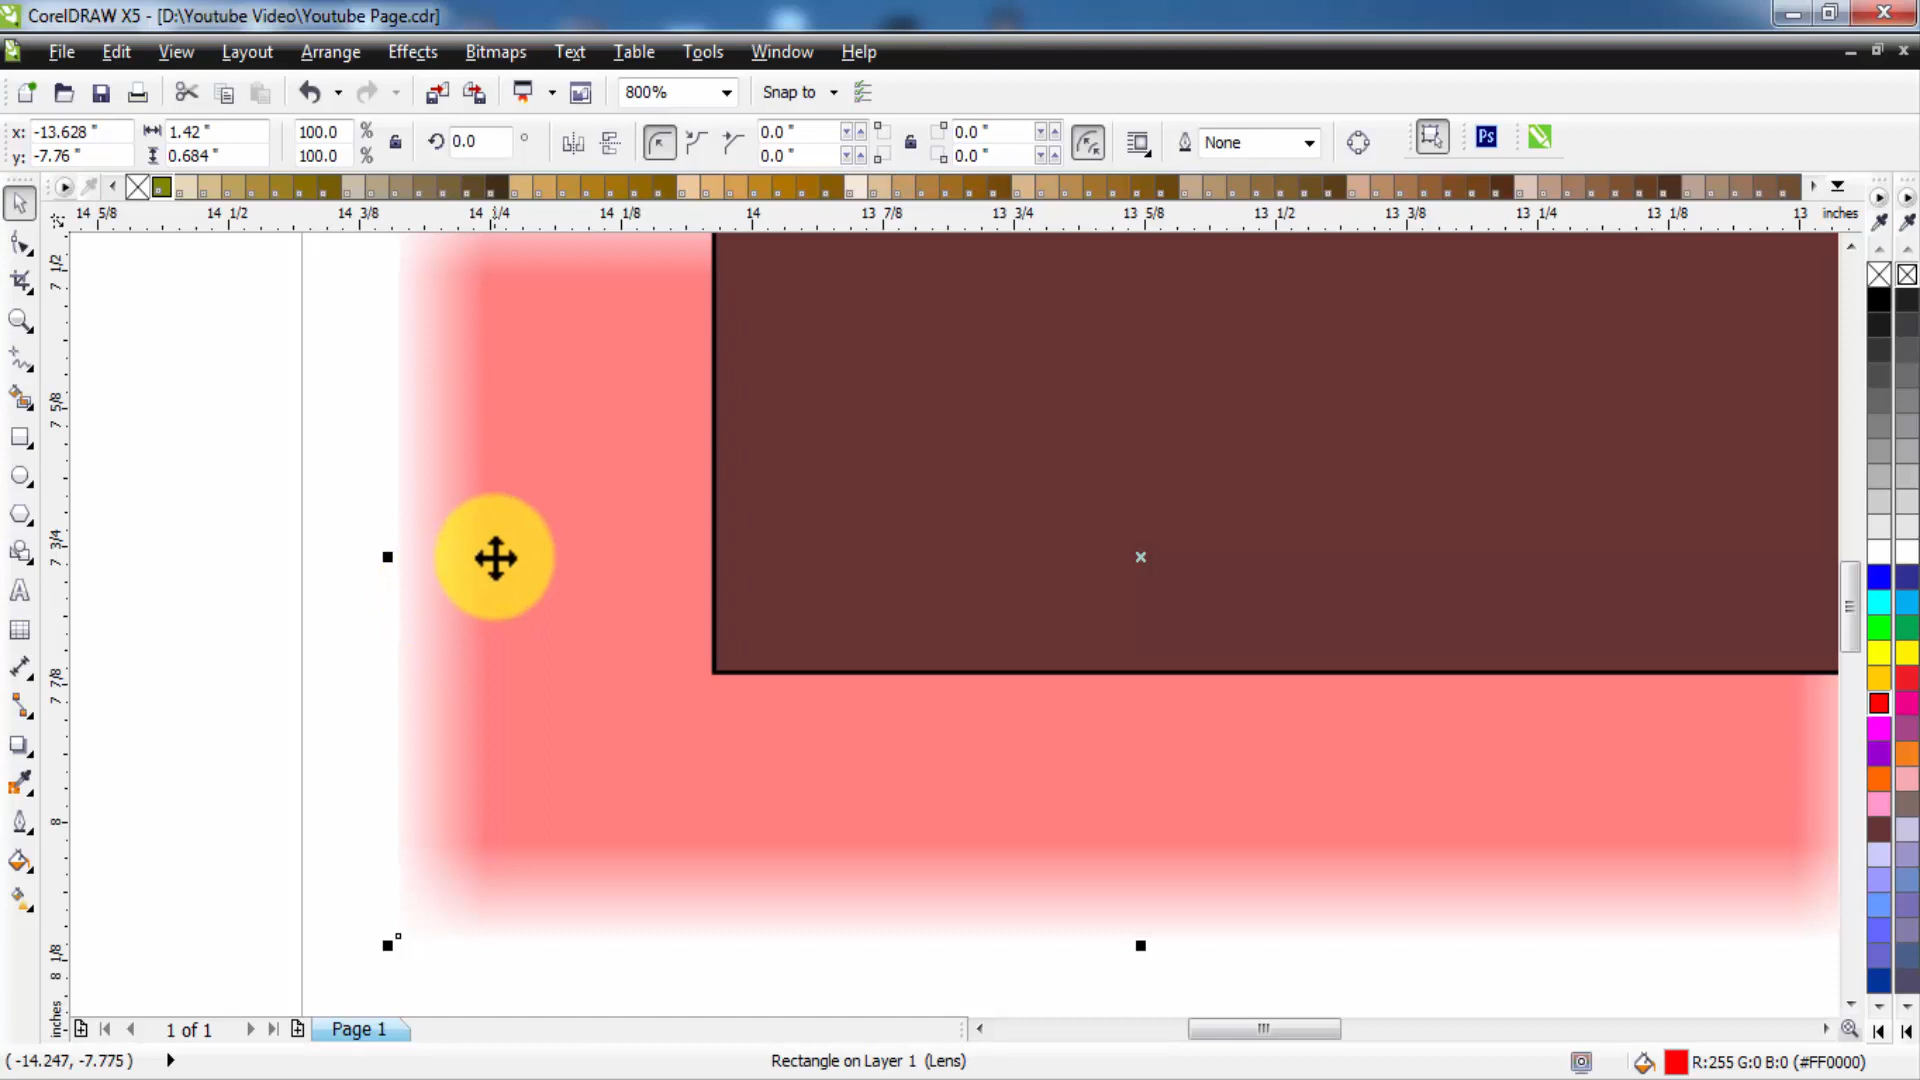 CorelDRAW X5 - [D:\Youtube Video\Youtube Page.cdr]
File Edit View Layout Arrange Effects Bitmaps Text Table Tools Window Help
800% Snap to
x: -13.628 " 1.42 " 100.0 % 0.0 ° 0.0 " 0.0 " None Ps
y: -7.76 " 0.684 " 100.0 % 0.0 " 0.0 "
14 5/8 14 1/2 14 3/8 14 1/4 14 1/8 14 13 7/8 13 3/4 13 5/8 13 1/2 13 3/8 13 1/4 13 1/8 13 inches
7 1/2
7 5/8
7 3/4
7 7/8
8
8 1/8
inches
1 of 1 Page 1
( -14.247, -7.775 ) Rectangle on Layer 1 (Lens) R:255 G:0 B:0 (#FF0000)